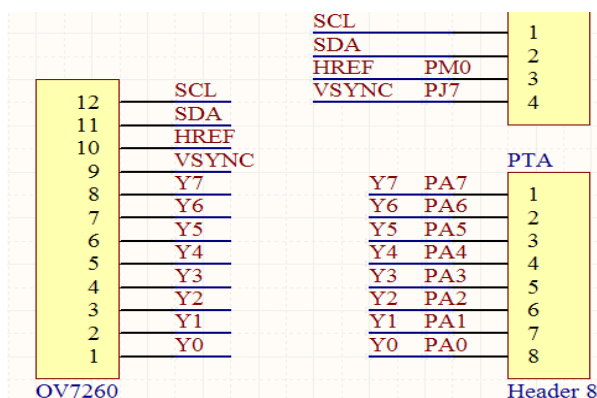 SCL 1
SDA 2
HREF PM0 3
VSYNC PJ7 4
12 SCL
11 SDA
10 HREF
9 VSYNC
8 Y7
7 Y6
6 Y5
5 Y4
4 Y3
3 Y2
2 Y1
1 Y0
OV7260
PTA
Y7 PA7 1
Y6 PA6 2
Y5 PA5 3
Y4 PA4 4
Y3 PA3 5
Y2 PA2 6
Y1 PA1 7
Y0 PA0 8
Header 8